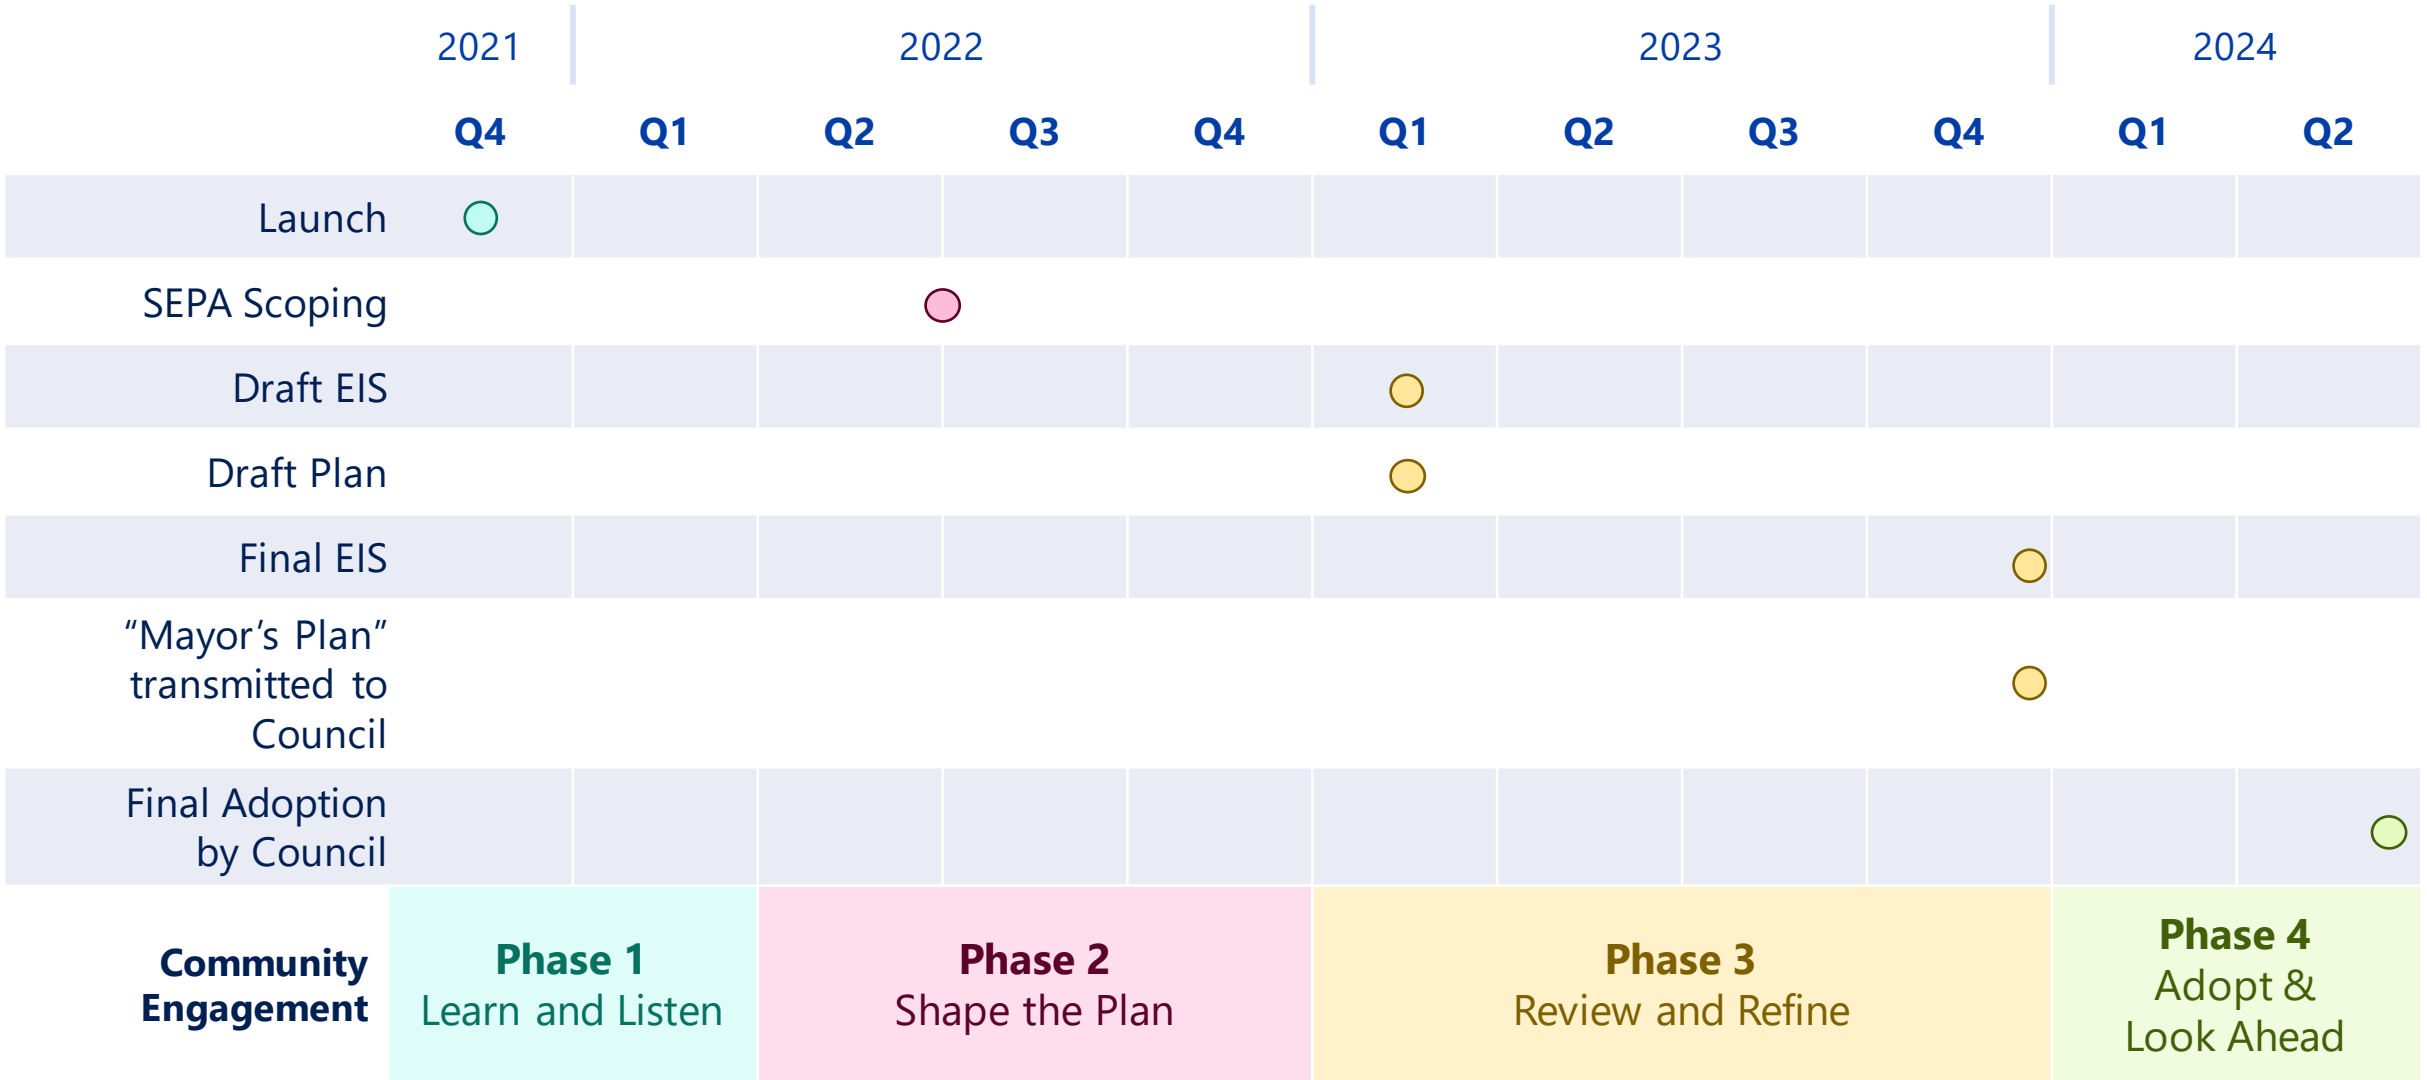 2021 2022 2023 2024
Q4 Q1 Q2 Q3 Q4 Q1 Q2 Q3 Q4 Q1 Q2
Launch
SEPA Scoping
Draft EIS
Draft Plan
Final EIS
“Mayor’s Plan”
transmitted to
Council
Final Adoption
by Council
Community
Engagement
Phase 1
Learn and Listen
Phase 2
Shape the Plan
Phase 3
Review and Refine
Phase 4
Adopt &
Look Ahead